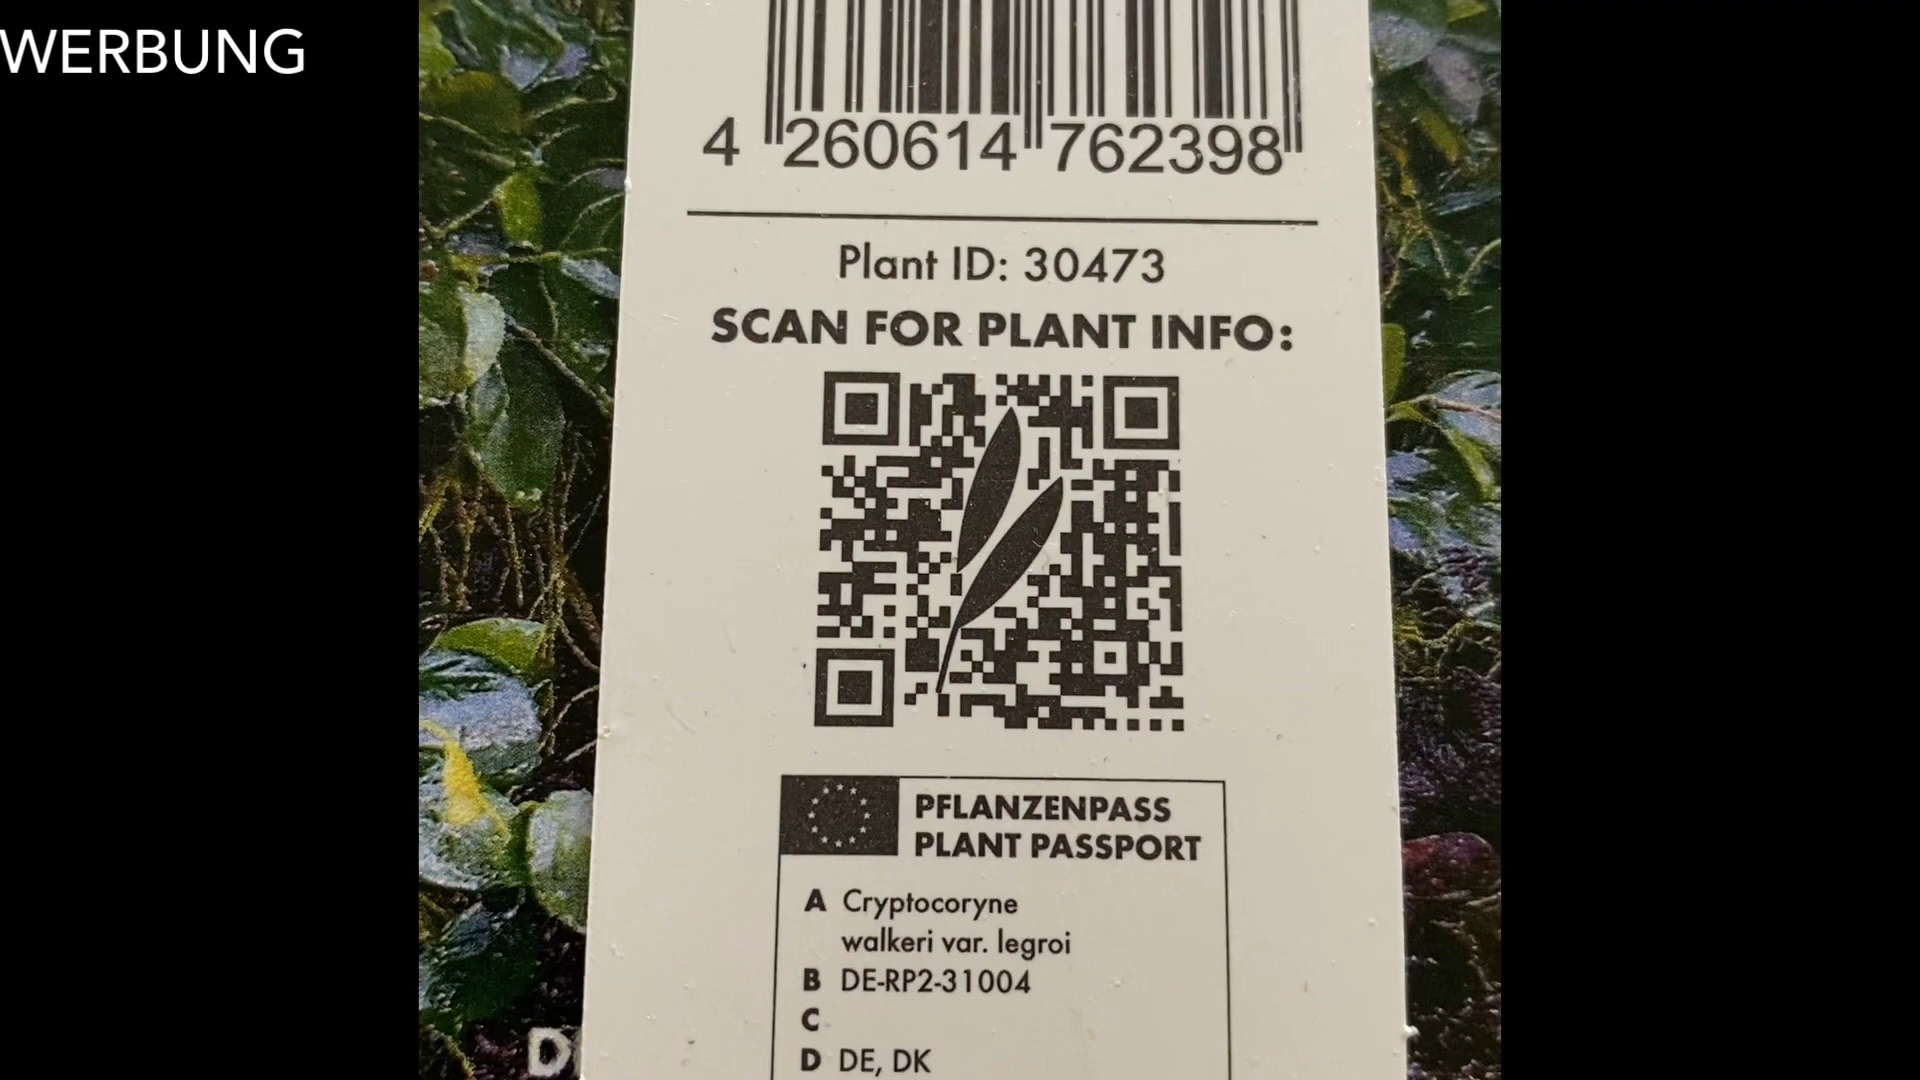 WERBUNG
4 260614 762398
Plant ID: 30473
SCAN FOR PLANT INFO:
PFLANZENPASS
PLANT PASSPORT
A Cryptocoryne
walkeri var. legroi
B DE-RP2-31004
C
D DE, DK